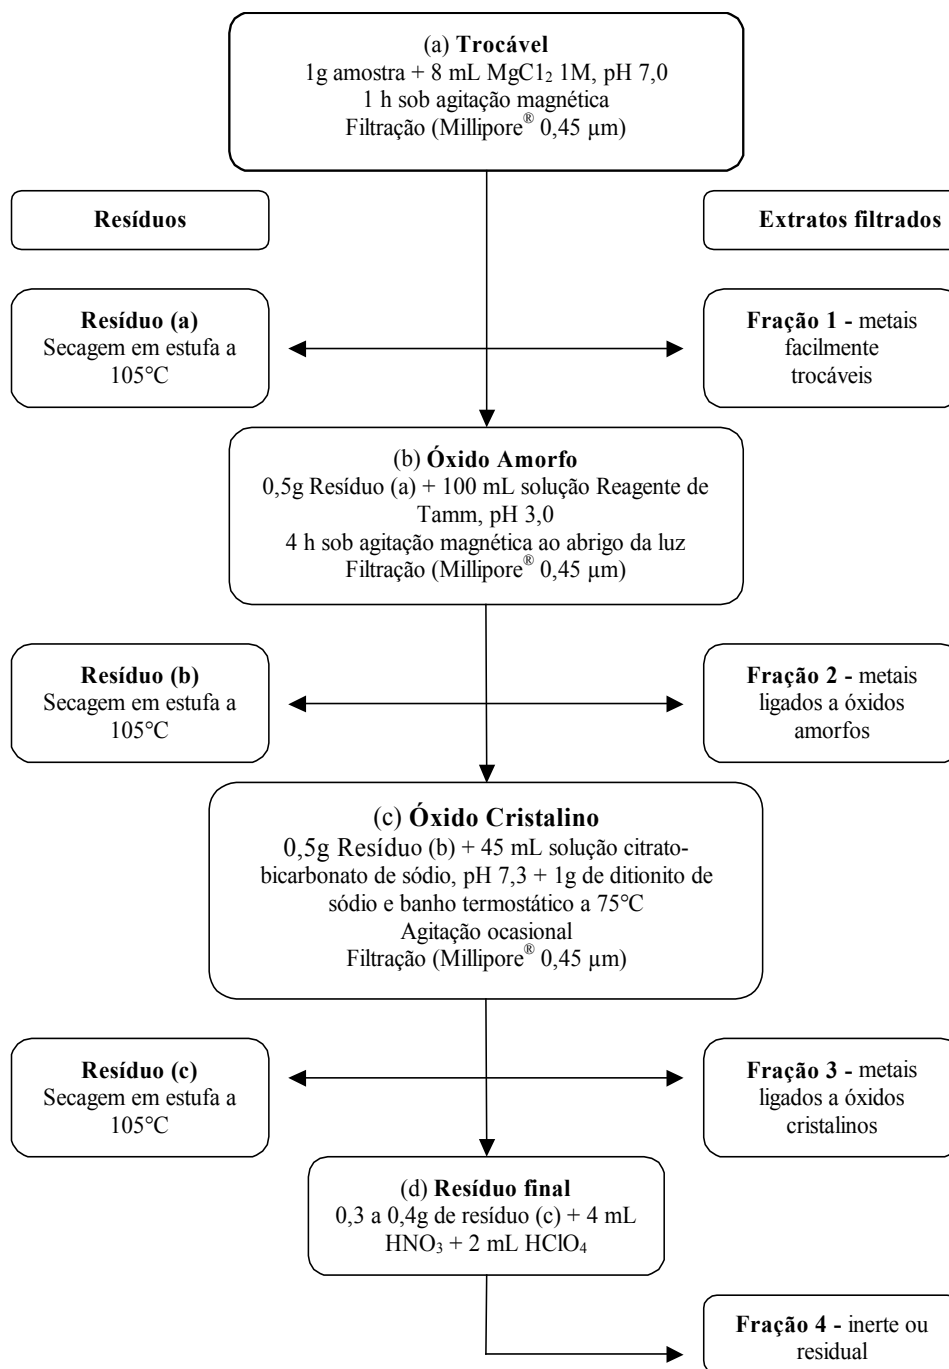 (a) Trocável
1g amostra + 8 mL MgC1₂ 1M, pH 7,0
1 h sob agitação magnética
Filtração (Millipore® 0,45 µm)
Resíduos
Extratos filtrados
Resíduo (a)
Secagem em estufa a
105°C
Fração 1 - metais
facilmente
trocáveis
(b) Óxido Amorfo
0,5g Resíduo (a) + 100 mL solução Reagente de
Tamm, pH 3,0
4 h sob agitação magnética ao abrigo da luz
Filtração (Millipore® 0,45 µm)
Resíduo (b)
Secagem em estufa a
105°C
Fração 2 - metais
ligados a óxidos
amorfos
(c) Óxido Cristalino
0,5g Resíduo (b) + 45 mL solução citrato-
bicarbonato de sódio, pH 7,3 + 1g de ditionito de
sódio e banho termostático a 75°C
Agitação ocasional
Filtração (Millipore® 0,45 µm)
Resíduo (c)
Secagem em estufa a
105°C
Fração 3 - metais
ligados a óxidos
cristalinos
(d) Resíduo final
0,3 a 0,4g de resíduo (c) + 4 mL
HNO₃ + 2 mL HClO₄
Fração 4 - inerte ou
residual